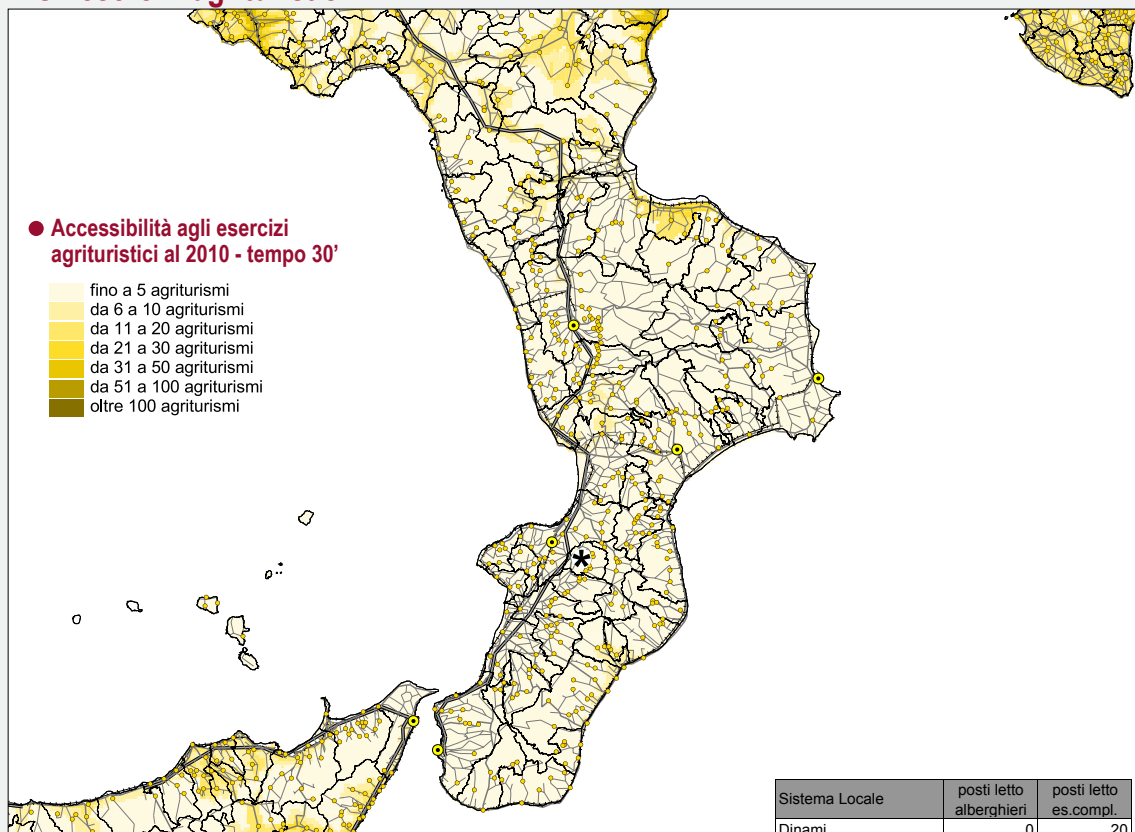 ● Accessibilità agli esercizi
agrituristici al 2010 - tempo 30’
fino a 5 agriturismi
da 6 a 10 agriturismi
da 11 a 20 agriturismi
da 21 a 30 agriturismi
da 31 a 50 agriturismi
da 51 a 100 agriturismi
oltre 100 agriturismi
*
Sistema Locale posti letto alberghieri posti letto es.compl.
Dinami 0 20